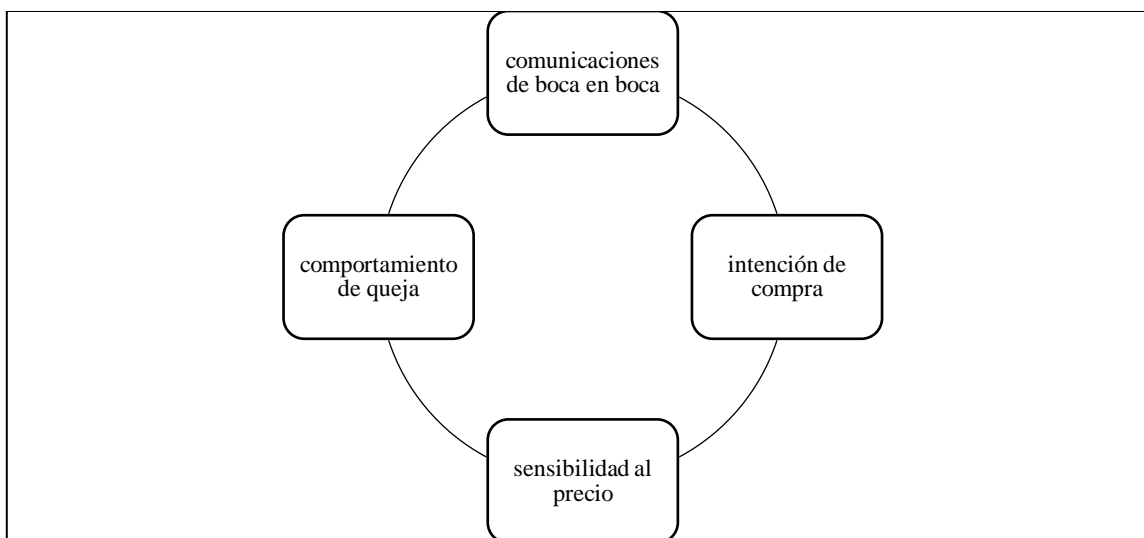 comunicaciones
de boca en boca
comportamiento
de queja
intención de
compra
sensibilidad al
precio